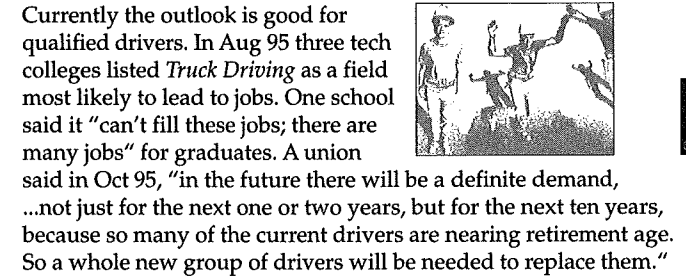 Currently the outlook is good for
qualified drivers. In Aug 95 three tech
colleges listed Truck Driving as a field
most likely to lead to jobs. One school
said it "can't fill these jobs; there are
many jobs" for graduates. A union
said in Oct 95, "in the future there will be a definite demand,
...not just for the next one or two years, but for the next ten years,
because so many of the current drivers are nearing retirement age.
So a whole new group of drivers will be needed to replace them."